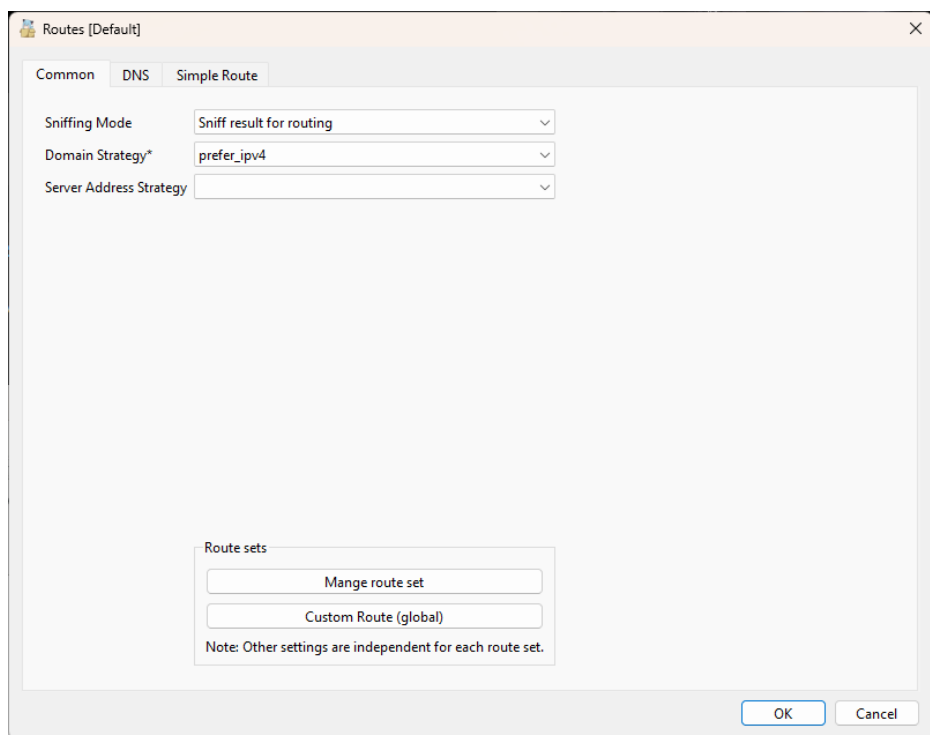 Routes [Default]
Common DNS Simple Route
Sniffing Mode Sniff result for routing
Domain Strategy* prefer_ipv4
Server Address Strategy
Route sets
Mange route set
Custom Route (global)
Note: Other settings are independent for each route set.
OK Cancel